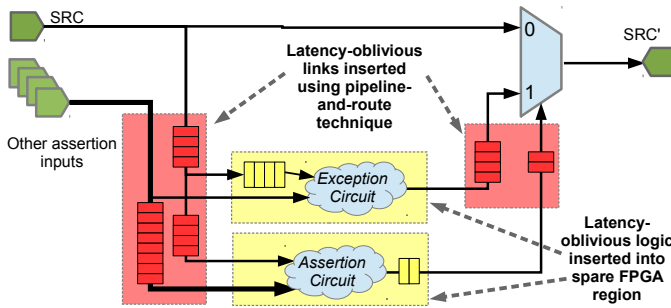 SRC
0
SRC'
Latency-oblivious
links inserted
using pipeline-
and-route
technique
1
Other assertion
inputs
Exception
Circuit
Assertion
Circuit
Latency-
oblivious logic
inserted into
spare FPGA
region